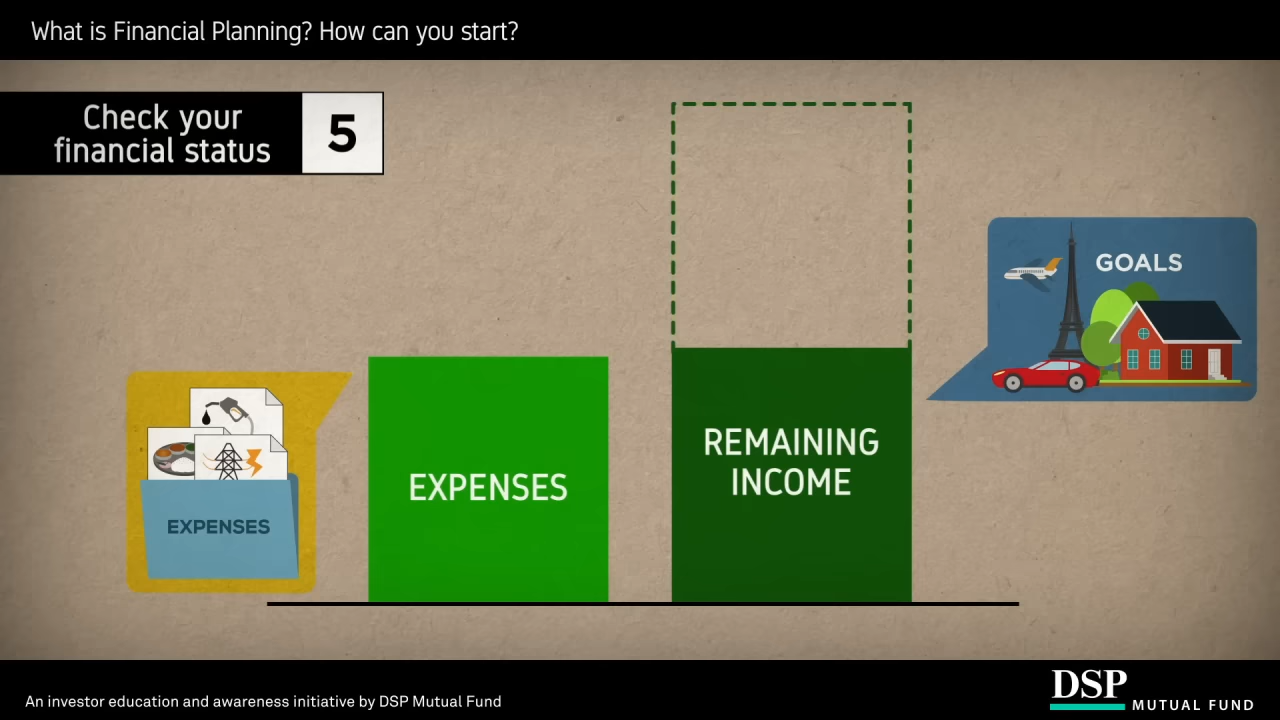 What is Financial Planning? How can you start?
Check your
financial status
5
GOALS
REMAINING
INCOME
EXPENSES
EXPENSES
An investor education and awareness initiative by DSP Mutual Fund
DSP
MUTUAL FUND